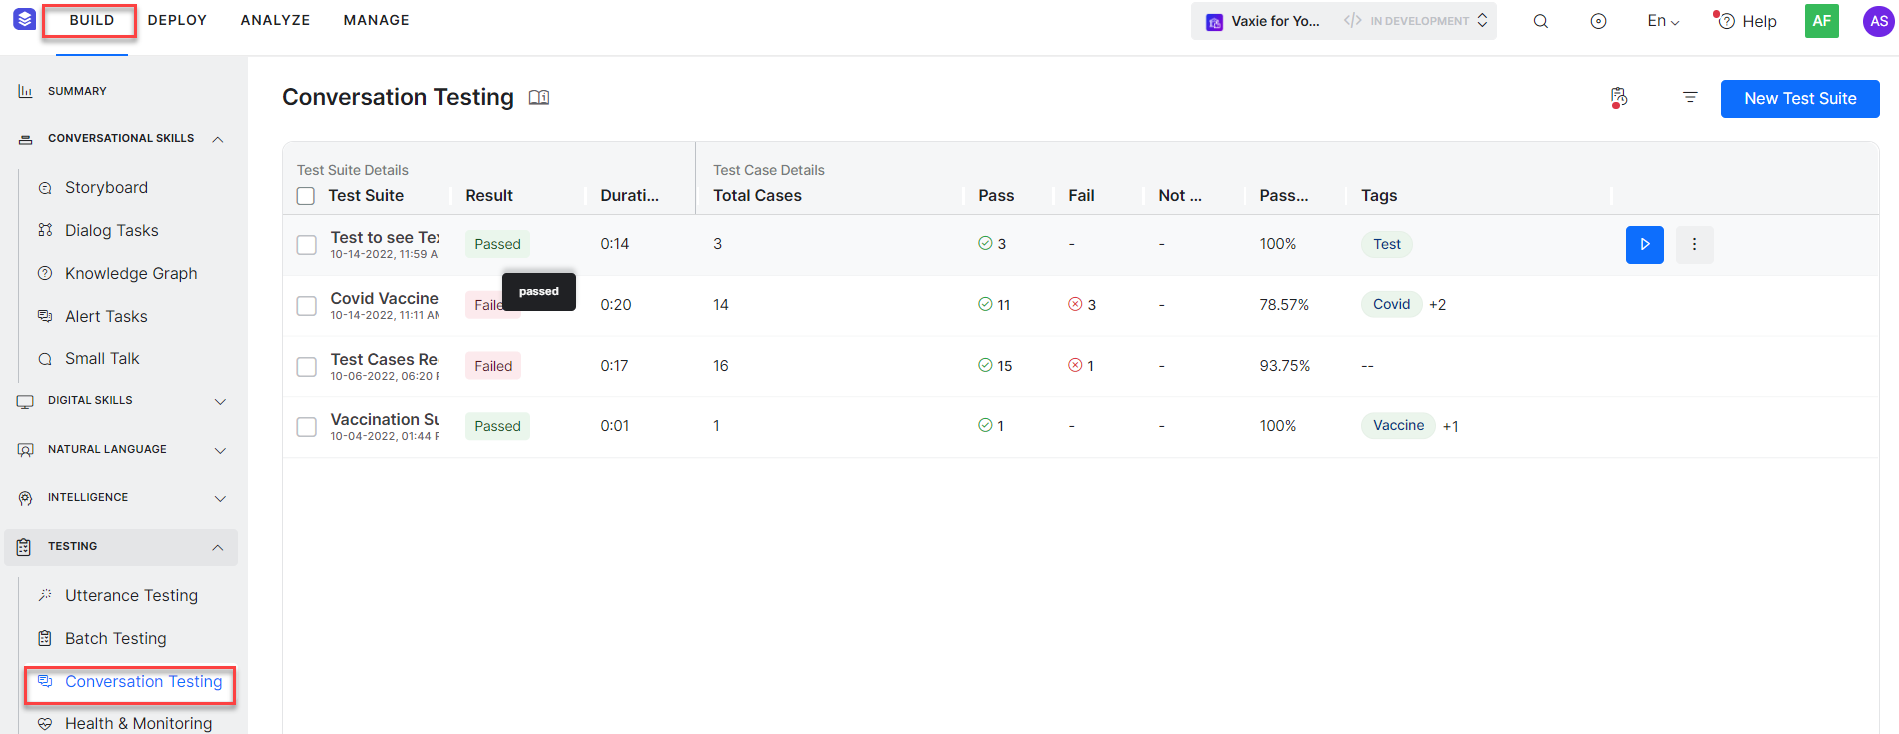 BUILD DEPLOY ANALYZE MANAGE
Vaxie for Yo... </> IN DEVELOPMENT
En
Help
AF
AS
SUMMARY
CONVERSATIONAL SKILLS
Storyboard
Dialog Tasks
Knowledge Graph
Alert Tasks
Small Talk
DIGITAL SKILLS
NATURAL LANGUAGE
INTELLIGENCE
TESTING
Utterance Testing
Batch Testing
Conversation Testing
Health & Monitoring
Conversation Testing
New Test Suite
Test Suite Details Test Case Details
Test Suite Result Durati... Total Cases Pass Fail Not ... Pass... Tags
Test to see Te Passed 0:14 3 3 - - 100% Test
10-14-2022, 11:59 A
passed
Covid Vaccine Faile 0:20 14 11 3 - 78.57% Covid +2
10-14-2022, 11:11 AM
Test Cases Re Failed 0:17 16 15 1 - 93.75% --
10-06-2022, 06:20
Vaccination Su Passed 0:01 1 1 - - 100% Vaccine +1
10-04-2022, 01:44